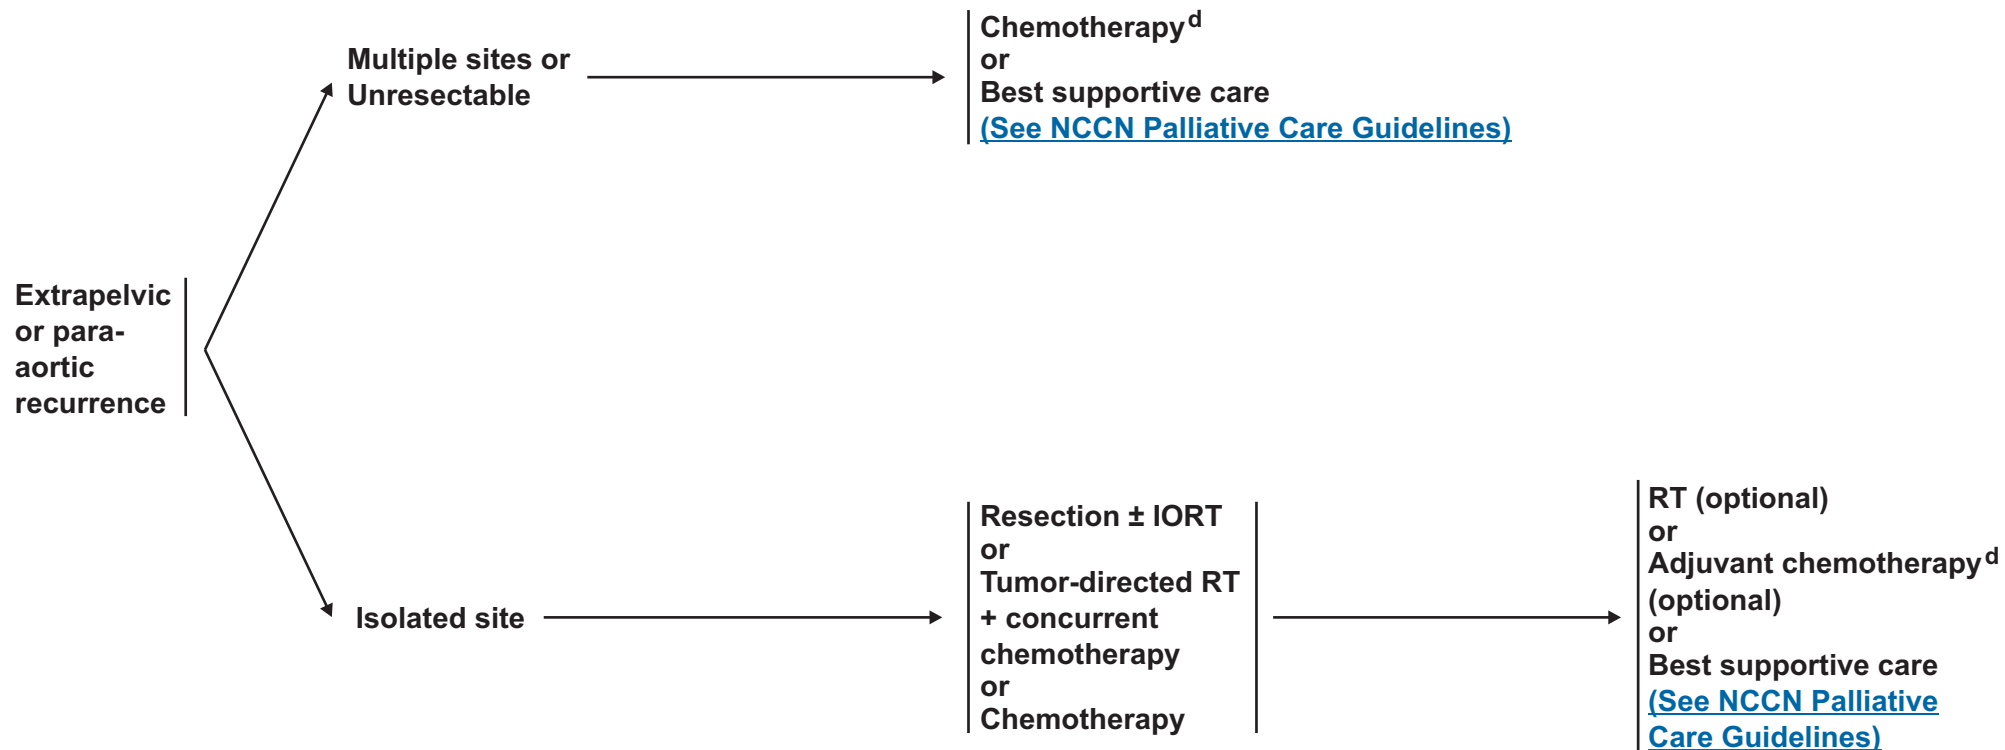 Extrapelvic
or para-
aortic
recurrence
Multiple sites or
Unresectable
Chemotherapy d
or
Best supportive care
(See NCCN Palliative Care Guidelines)
Isolated site
Resection ± IORT
or
Tumor-directed RT
+ concurrent
chemotherapy
or
Chemotherapy
RT (optional)
or
Adjuvant chemotherapy d
(optional)
or
Best supportive care
(See NCCN Palliative
Care Guidelines)